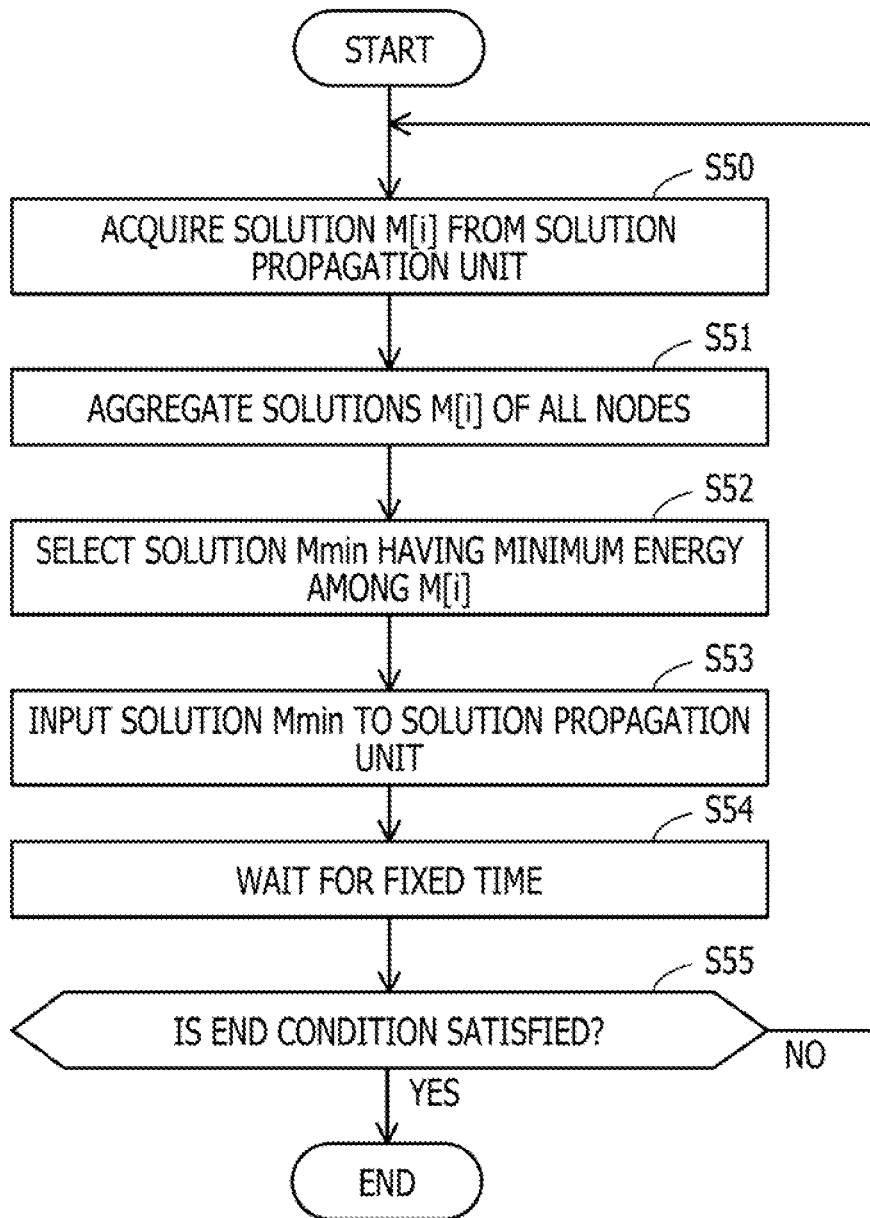 START
S50
ACQUIRE SOLUTION M[i] FROM SOLUTION
PROPAGATION UNIT
S51
AGGREGATE SOLUTIONS M[i] OF ALL NODES
S52
SELECT SOLUTION Mmin HAVING MINIMUM ENERGY
AMONG M[i]
S53
INPUT SOLUTION Mmin TO SOLUTION PROPAGATION
UNIT
S54
WAIT FOR FIXED TIME
S55
IS END CONDITION SATISFIED?
NO
YES
END